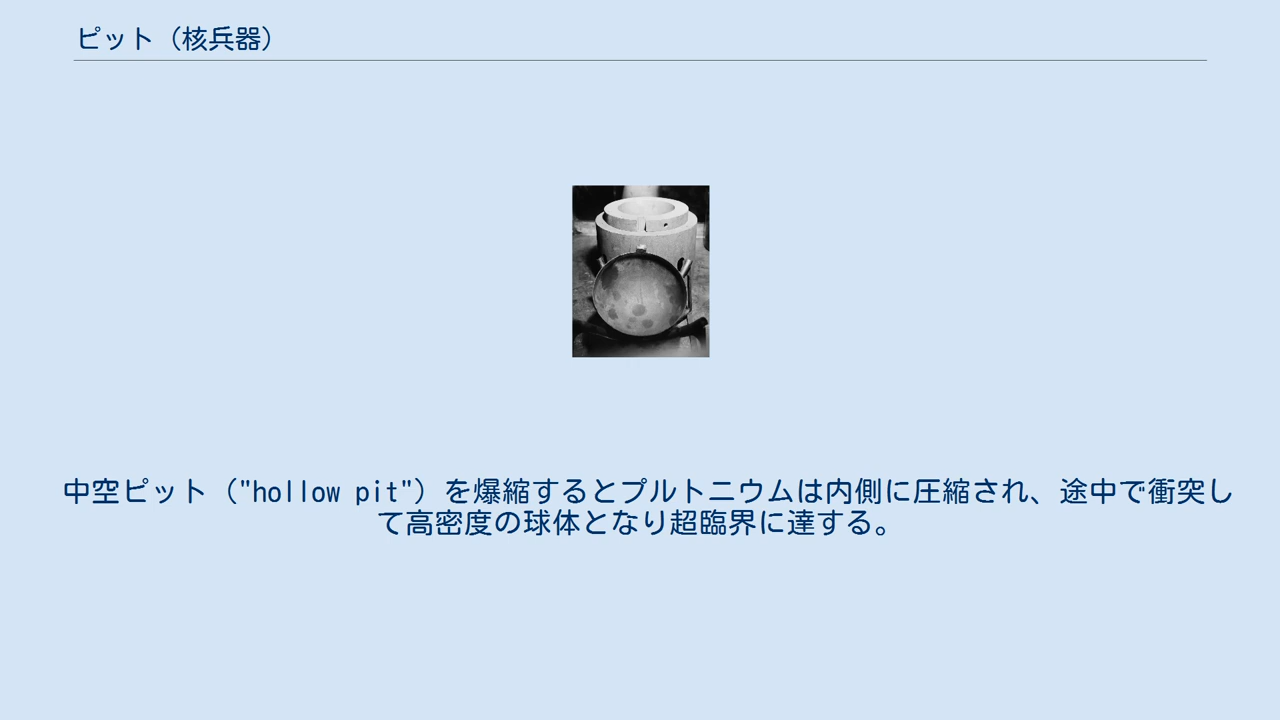 ピット（核兵器）
中空ピット（"hollow pit"）を爆縮するとプルトニウムは内側に圧縮され、途中で衝突し
て高密度の球体となり超臨界に達する。